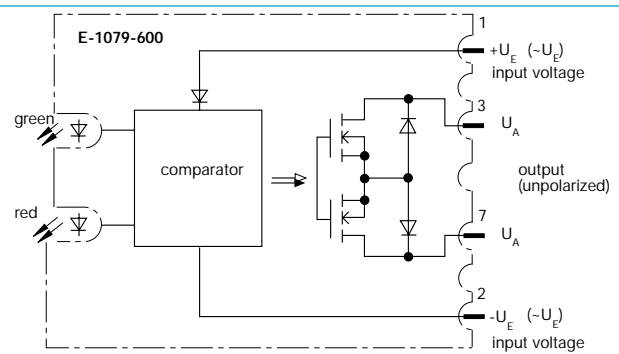 E-1079-600
1
+U_E (~U_E)
input voltage
green
3
U_A
comparator
output
(unpolarized)
red
7
U_A
2
-U_E (~U_E)
input voltage